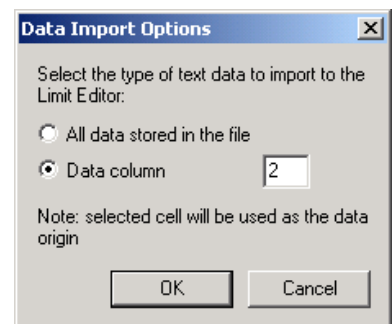 Data Import Options
Select the type of text data to import to the
Limit Editor:
All data stored in the file
Data column 2
Note: selected cell will be used as the data
origin
OK Cancel